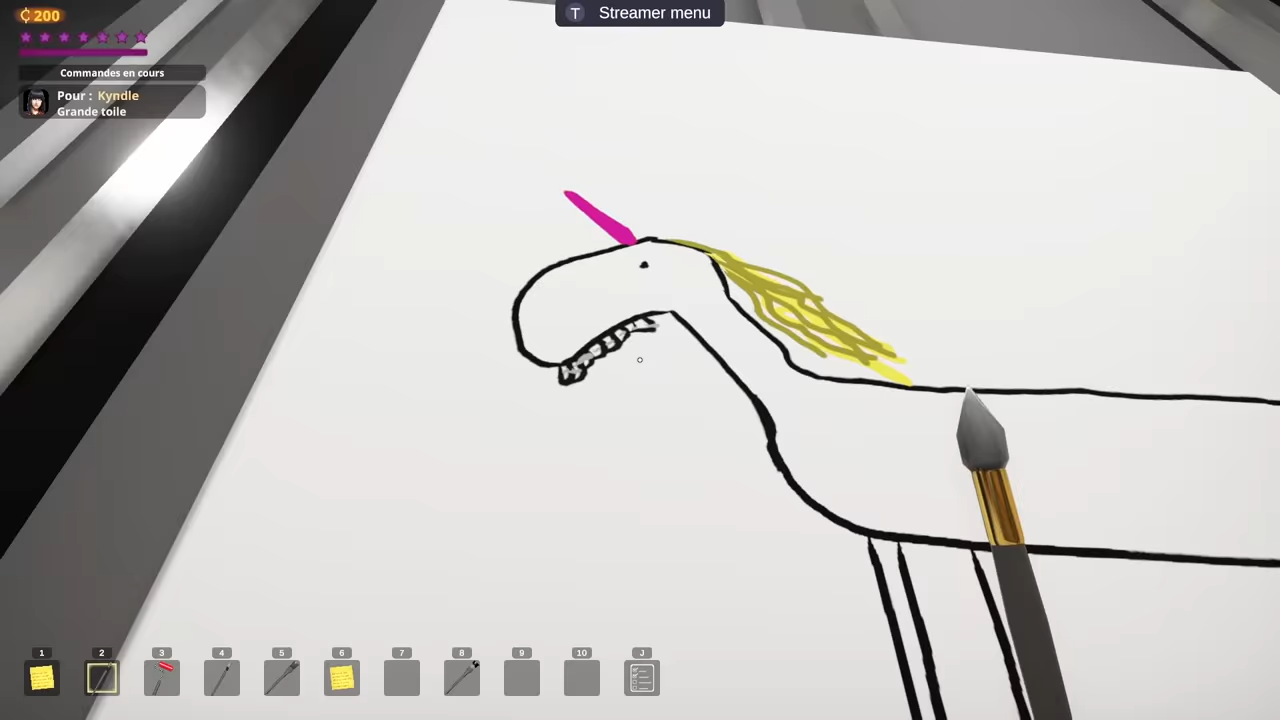 200
T Streamer menu
Commandes en cours
Pour : Kyndle
Grande toile
1 2 3 4 5 6 7 8 9 10 J